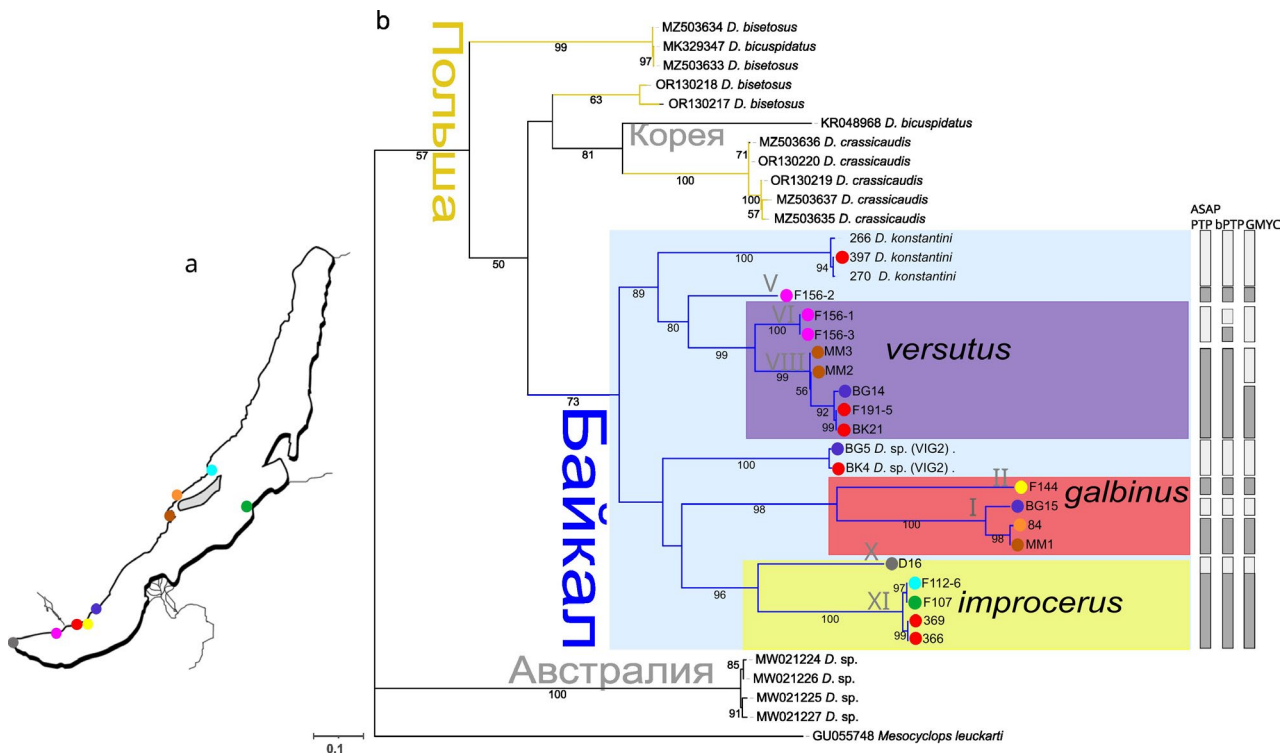 b
Польша
MZ503634 D. bisetosus
99
MK329347 D. bicuspidatus
97
MZ503633 D. bisetosus
OR130218 D. bisetosus
63
OR130217 D. bisetosus
KR048968 D. bicuspidatus
Корея
57
81
71
MZ503636 D. crassicaudis
OR130220 D. crassicaudis
100
OR130219 D. crassicaudis
100
MZ503637 D. crassicaudis
57
MZ503635 D. crassicaudis
ASAP
PTP bPTP GMYC
50
266 D. konstantini
100
397 D. konstantini
94
270 D. konstantini
a
89
V
F156-2
80
VI
F156-1
100
F156-3
99
VIII
MM3
versutus
99
MM2
56
BG14
73
92
F191-5
99
BK21
Байкал
BG5 D. sp. (VIG2) .
100
BK4 D. sp. (VIG2) .
II
F144
galbinus
98
I
BG15
100
84
98
MM1
X
D16
96
97
F112-6
XI
F107
improcerus
100
369
99
366
Австралия
85
MW021224 D. sp.
MW021226 D. sp.
100
MW021225 D. sp.
91
MW021227 D. sp.
GU055748 Mesocyclops leuckarti
0.1